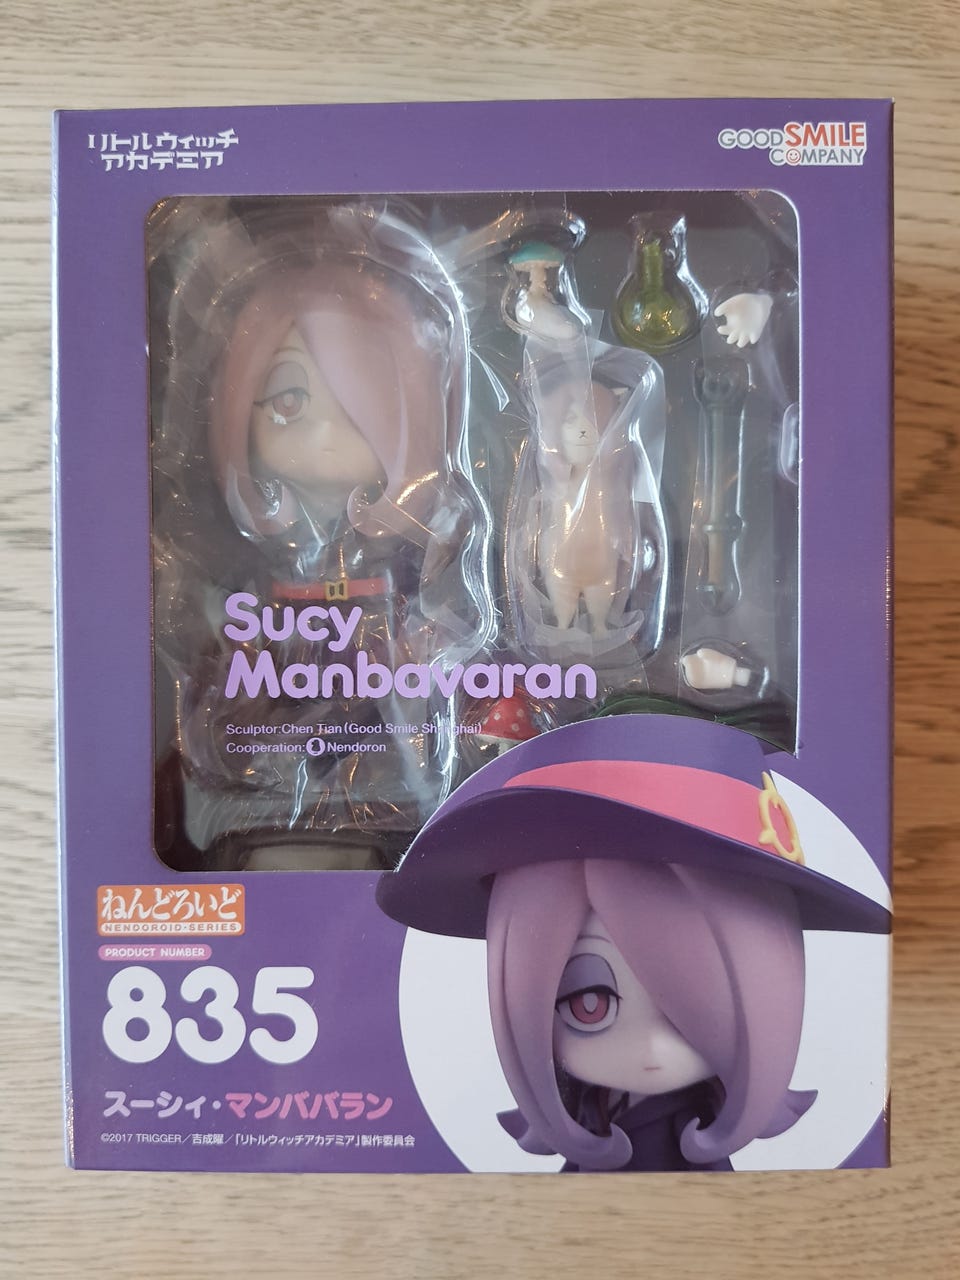 リトルウィッチ
アカデミア
GOOD SMILE
COMPANY
Sucy
Manbavaran
Sculptor:Chen Tian(Good Smile Shanghai)
Cooperation: Nendoron
ねんどろいど
NENDOROID・SERIES
PRODUCT NUMBER
835
スーシィ・マンババラン
©2017 TRIGGER／吉成曜／「リトルウィッチアカデミア」製作委員会